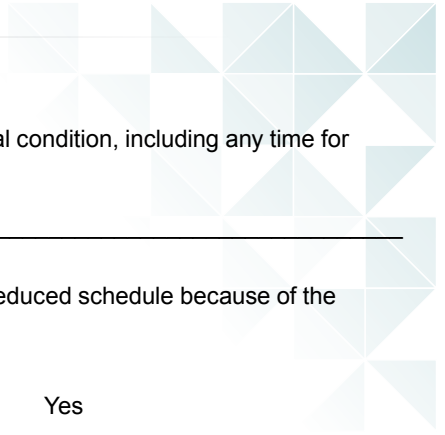 al condition, including any time for
educed schedule because of the
Yes